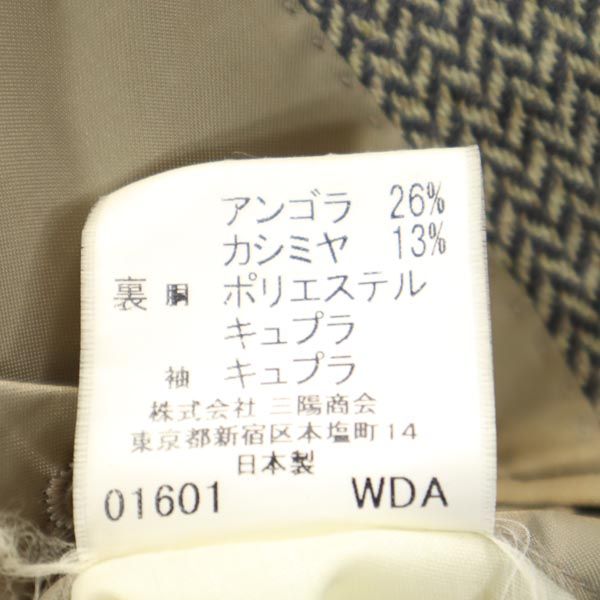 アンゴラ 26%
カシミヤ 13%
裏 胴 ポリエステル
キュプラ
袖 キュプラ
株式会社 三陽商会
東京都新宿区本塩町14
日本製
01601 WDA